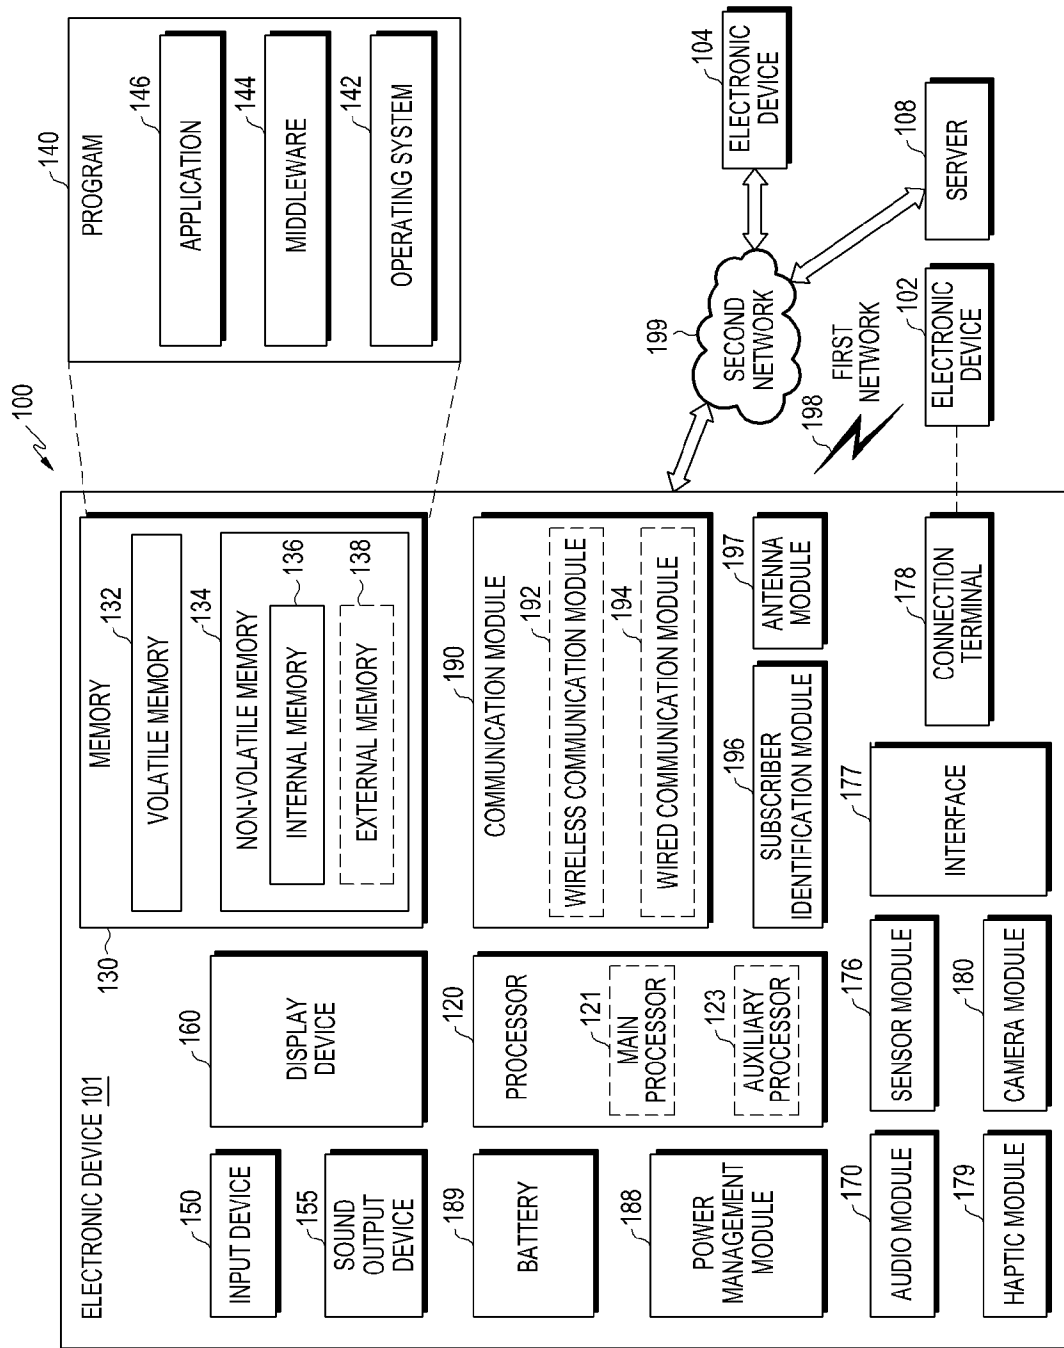 100
ELECTRONIC DEVICE 101
150
INPUT DEVICE
155
SOUND
OUTPUT
DEVICE
189
BATTERY
188
POWER
MANAGEMENT
MODULE
170
AUDIO MODULE
179
HAPTIC MODULE
160
DISPLAY
DEVICE
120
PROCESSOR
121
MAIN
PROCESSOR
123
AUXILIARY
PROCESSOR
176
SENSOR MODULE
180
CAMERA MODULE
130
MEMORY
132
VOLATILE MEMORY
134
NON-VOLATILE MEMORY
136
INTERNAL MEMORY
138
EXTERNAL MEMORY
190
COMMUNICATION MODULE
192
WIRELESS COMMUNICATION MODULE
194
WIRED COMMUNICATION MODULE
196
SUBSCRIBER
IDENTIFICATION MODULE
197
ANTENNA
MODULE
177
INTERFACE
178
CONNECTION
TERMINAL
140
PROGRAM
146
APPLICATION
144
MIDDLEWARE
142
OPERATING SYSTEM
199
SECOND
NETWORK
104
ELECTRONIC
DEVICE
198
FIRST
NETWORK
102
ELECTRONIC
DEVICE
108
SERVER